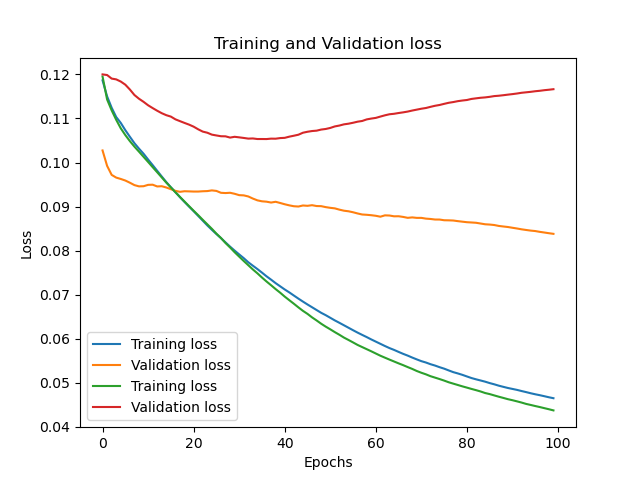 Training and Validation loss
0.12
0.11
0.10
0.09
0.08
0.07
0.06
0.05
0.04
Loss
Training loss
Validation loss
Training loss
Validation loss
0 20 40 60 80 100
Epochs